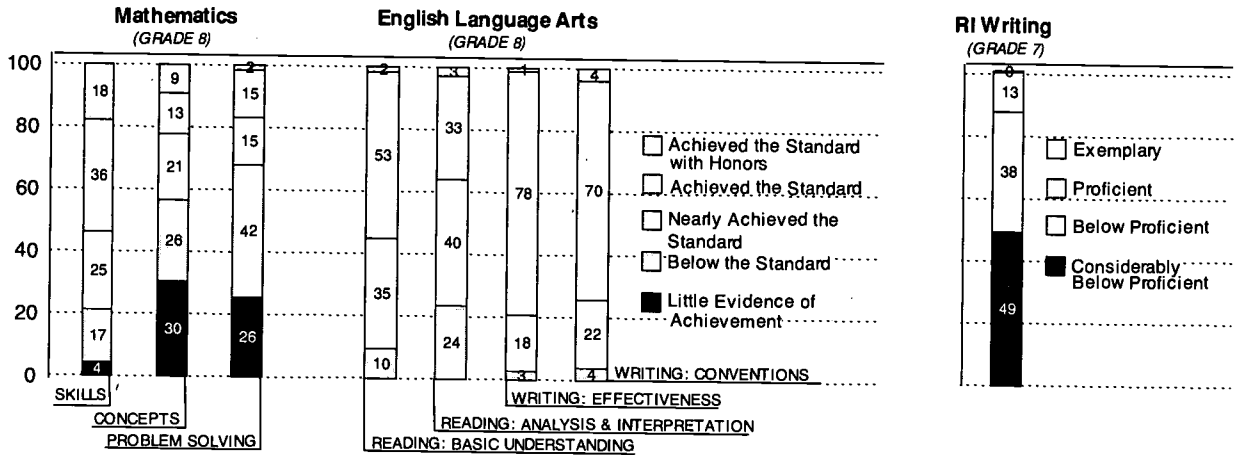 Mathematics
(GRADE 8)
English Language Arts
(GRADE 8)
RI Writing
(GRADE 7)
100
80
60
40
20
0
18
36
25
17
4
9
13
21
26
30
2
15
15
42
26
2
53
35
10
3
33
40
24
1
78
18
3
4
70
22
4
Achieved the Standard
with Honors
Achieved the Standard
Nearly Achieved the
Standard
Below the Standard
Little Evidence of
Achievement
0
13
38
49
Exemplary
Proficient
Below Proficient
Considerably
Below Proficient
SKILLS
CONCEPTS
PROBLEM SOLVING
WRITING: CONVENTIONS
WRITING: EFFECTIVENESS
READING: ANALYSIS & INTERPRETATION
READING: BASIC UNDERSTANDING